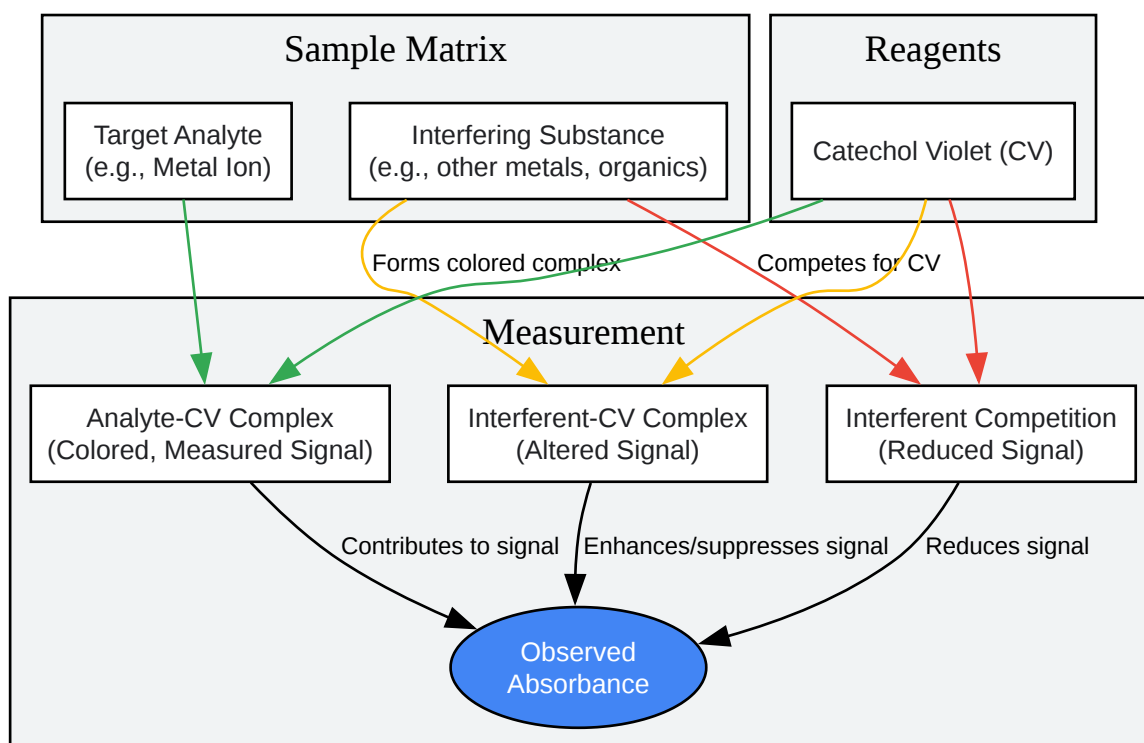 Sample Matrix
Reagents
Target Analyte
(e.g., Metal Ion)
Interfering Substance
(e.g., other metals, organics)
Catechol Violet (CV)
Forms colored complex
Competes for CV
Measurement
Analyte-CV Complex
(Colored, Measured Signal)
Interferent-CV Complex
(Altered Signal)
Interferent Competition
(Reduced Signal)
Contributes to signal
Enhances/suppresses signal
Reduces signal
Observed
Absorbance